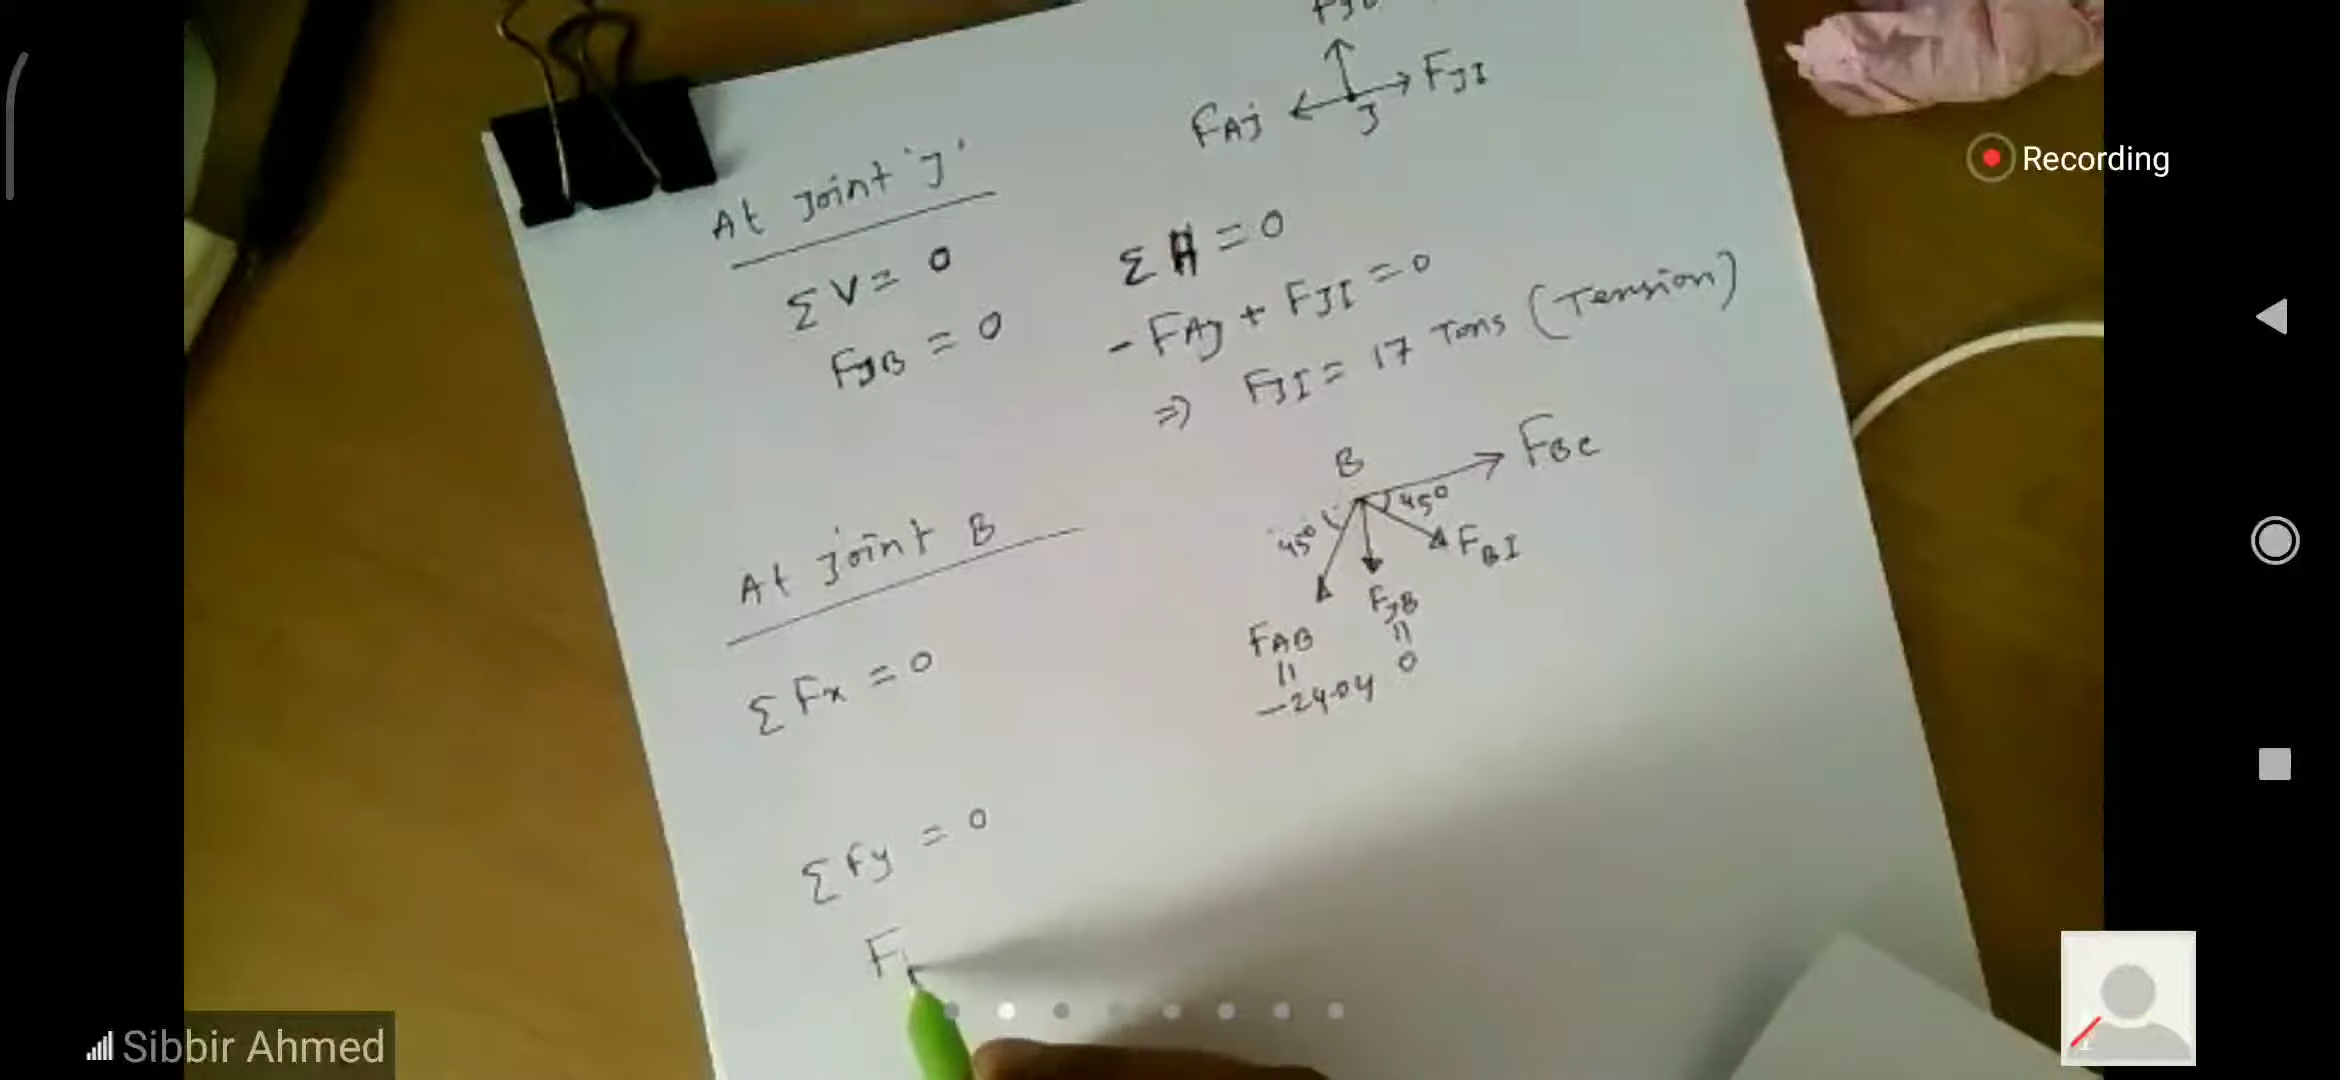 FAJ
FJI
J
Recording
At Joint 'J'
ΣV = 0
ΣH = 0
FJB = 0
-FAJ + FJI = 0
⇒ FJI = 17 Tons (Tension)
At joint B
B
FBC
45°
45°
FBI
FAB
FJB
=
=
-24.04
0
ΣFx = 0
ΣFy = 0
F
Sibbir Ahmed